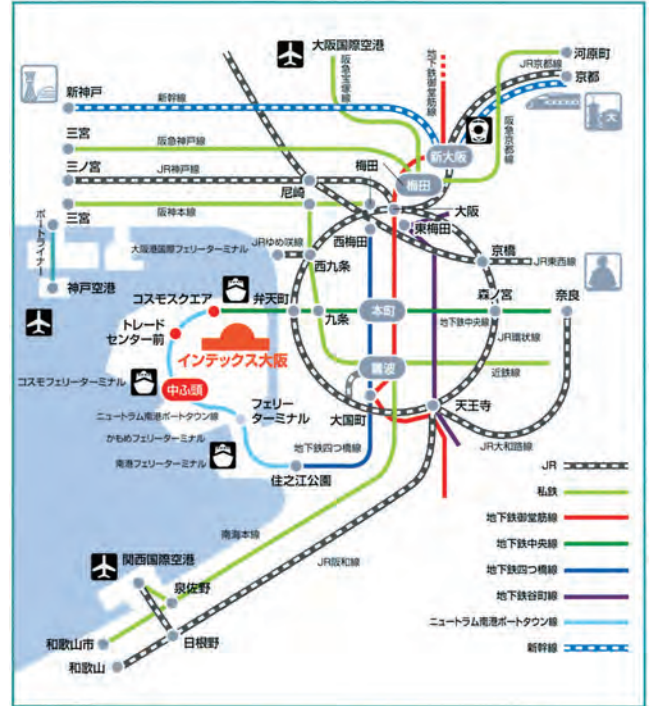 大阪国際空港
阪急宝塚線
地下鉄御堂筋線
河原町
JR京都線
京都
新神戸
新幹線
阪急京都線
大
三宮
阪急神戸線
新大阪
梅田
梅田
三ノ宮
JR神戸線
尼崎
大阪
三宮
阪神本線
ポートライナー
西梅田
東梅田
大阪港国際フェリーターミナル
JRゆめ咲線
西九条
京橋
JR東西線
神戸空港
コスモスクエア
弁天町
九条
本町
森ノ宮
奈良
地下鉄中央線
トレード
センター前
インテックス大阪
JR環状線
近鉄線
難波
コスモフェリーターミナル
中ふ頭
フェリー
ターミナル
大国町
天王寺
ニュートラム南港ポートタウン線
かもめフェリーターミナル
地下鉄四つ橋線
JR大和路線
南港フェリーターミナル
住之江公園
JR
私鉄
地下鉄御堂筋線
地下鉄中央線
地下鉄四つ橋線
地下鉄谷町線
ニュートラム南港ポートタウン線
新幹線
南海本線
JR阪和線
関西国際空港
泉佐野
和歌山市
日根野
和歌山